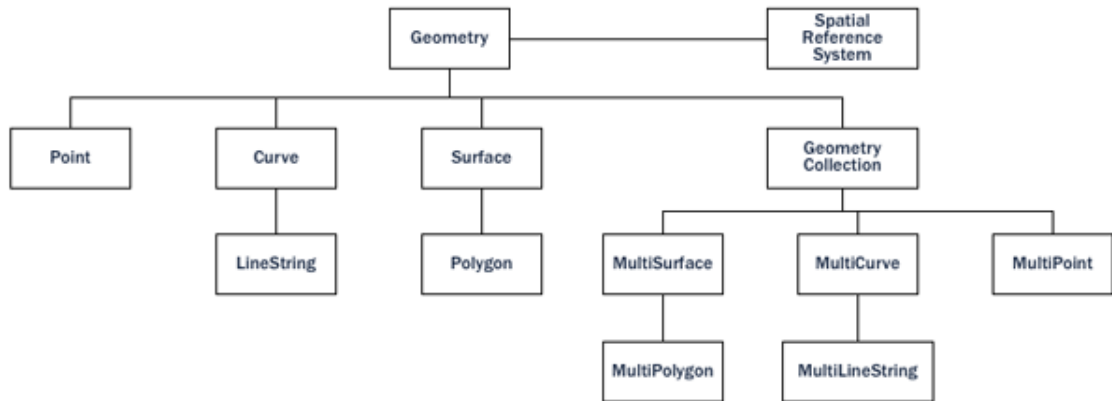 Geometry
Spatial
Reference
System
Point
Curve
Surface
Geometry
Collection
LineString
Polygon
MultiSurface
MultiCurve
MultiPoint
MultiPolygon
MultiLineString